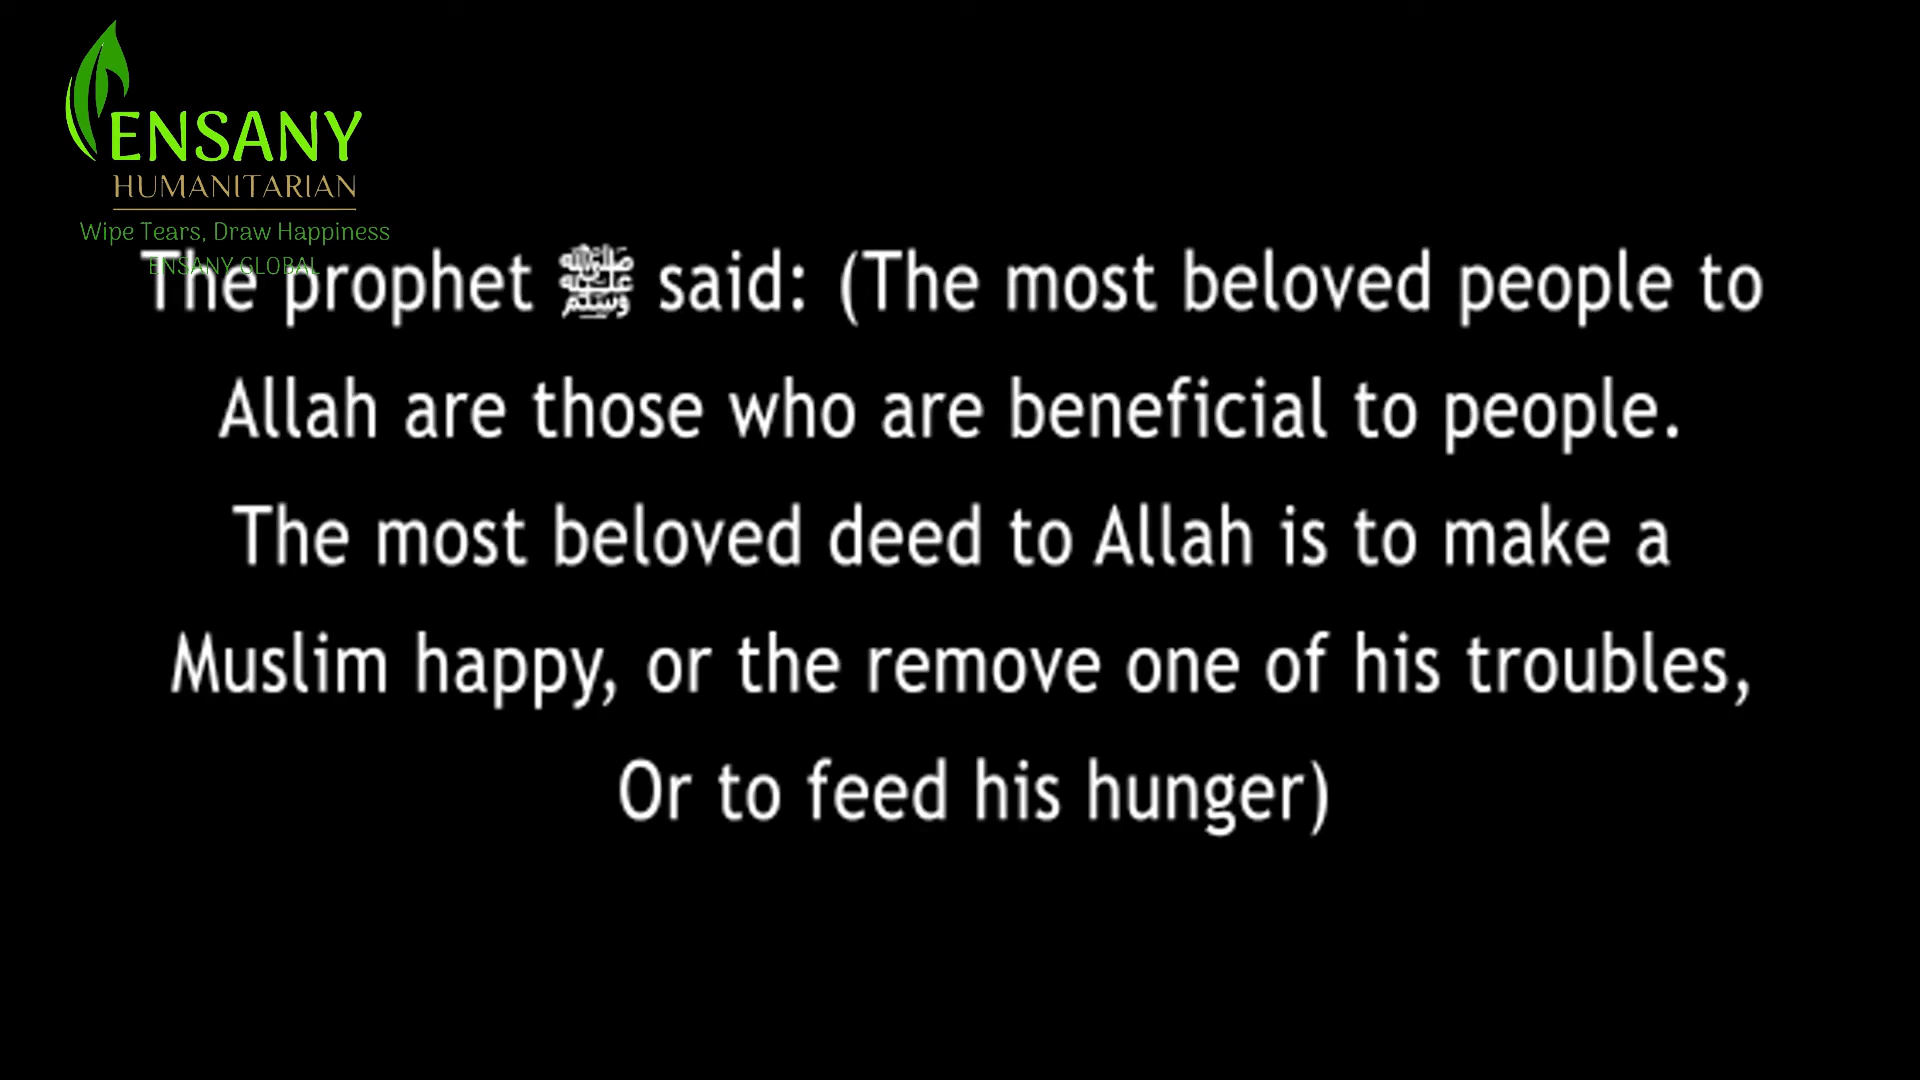 ENSANY
HUMANITARIAN
Wipe Tears, Draw Happiness
ENSANY GLOBAL
The prophet ﷺ said: (The most beloved people to
Allah are those who are beneficial to people.
The most beloved deed to Allah is to make a
Muslim happy, or the remove one of his troubles,
Or to feed his hunger)